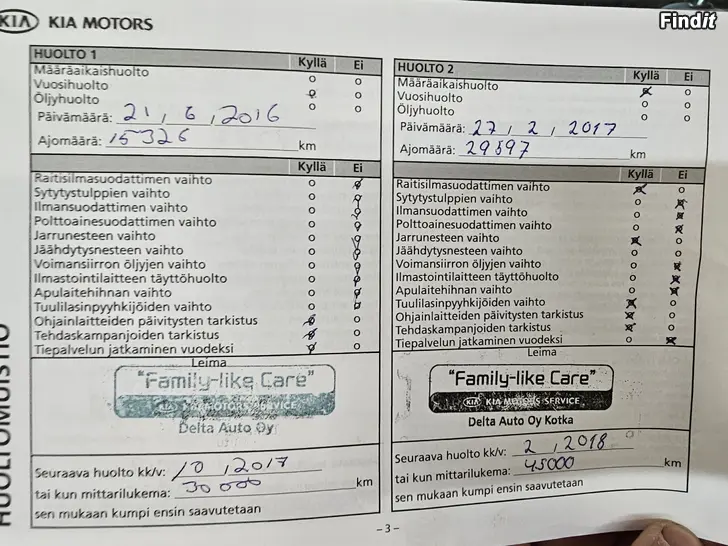 Findit
KIA KIA MOTORS
HUOLTO 1 Kyllä Ei
Määräaikaishuolto
Vuosihuolto
Öljyhuolto
Päivämäärä: 21, 6, 2016
Ajomäärä: 15326 km
Kyllä Ei
Raitisilmasuodattimen vaihto
Sytytystulppien vaihto
Ilmansuodattimen vaihto
Polttoainesuodattimen vaihto
Jarrunesteen vaihto
Jäähdytysnesteen vaihto
Voimansiirron öljyjen vaihto
Ilmastointilaitteen täyttöhuolto
Apulaitehihnan vaihto
Tuulilasinpyyhkijöiden vaihto
Ohjainlaitteiden päivitysten tarkistus
Tehdaskampanjoiden tarkistus
Tiepalvelun jatkaminen vuodeksi
Leima
"Family-like Care"
KIA KIA MOTORS SERVICE
Delta Auto Oy
Seuraava huolto kk/v: 10, 2017
tai kun mittarilukema: 30000 km
sen mukaan kumpi ensin saavutetaan
HUOLTO 2 Kyllä Ei
Määräaikaishuolto
Vuosihuolto
Öljyhuolto
Päivämäärä: 27, 2, 2017
Ajomäärä: 29897 km
Kyllä Ei
Raitisilmasuodattimen vaihto
Sytytystulppien vaihto
Ilmansuodattimen vaihto
Polttoainesuodattimen vaihto
Jarrunesteen vaihto
Jäähdytysnesteen vaihto
Voimansiirron öljyjen vaihto
Ilmastointilaitteen täyttöhuolto
Apulaitehihnan vaihto
Tuulilasinpyyhkijöiden vaihto
Ohjainlaitteiden päivitysten tarkistus
Tehdaskampanjoiden tarkistus
Tiepalvelun jatkaminen vuodeksi
Leima
"Family-like Care"
KIA KIA MOTORS SERVICE
Delta Auto Oy Kotka
Seuraava huolto kk/v: 2, 2018
tai kun mittarilukema: 45000 km
sen mukaan kumpi ensin saavutetaan
– 3 –
HUOLTOMUISTIO